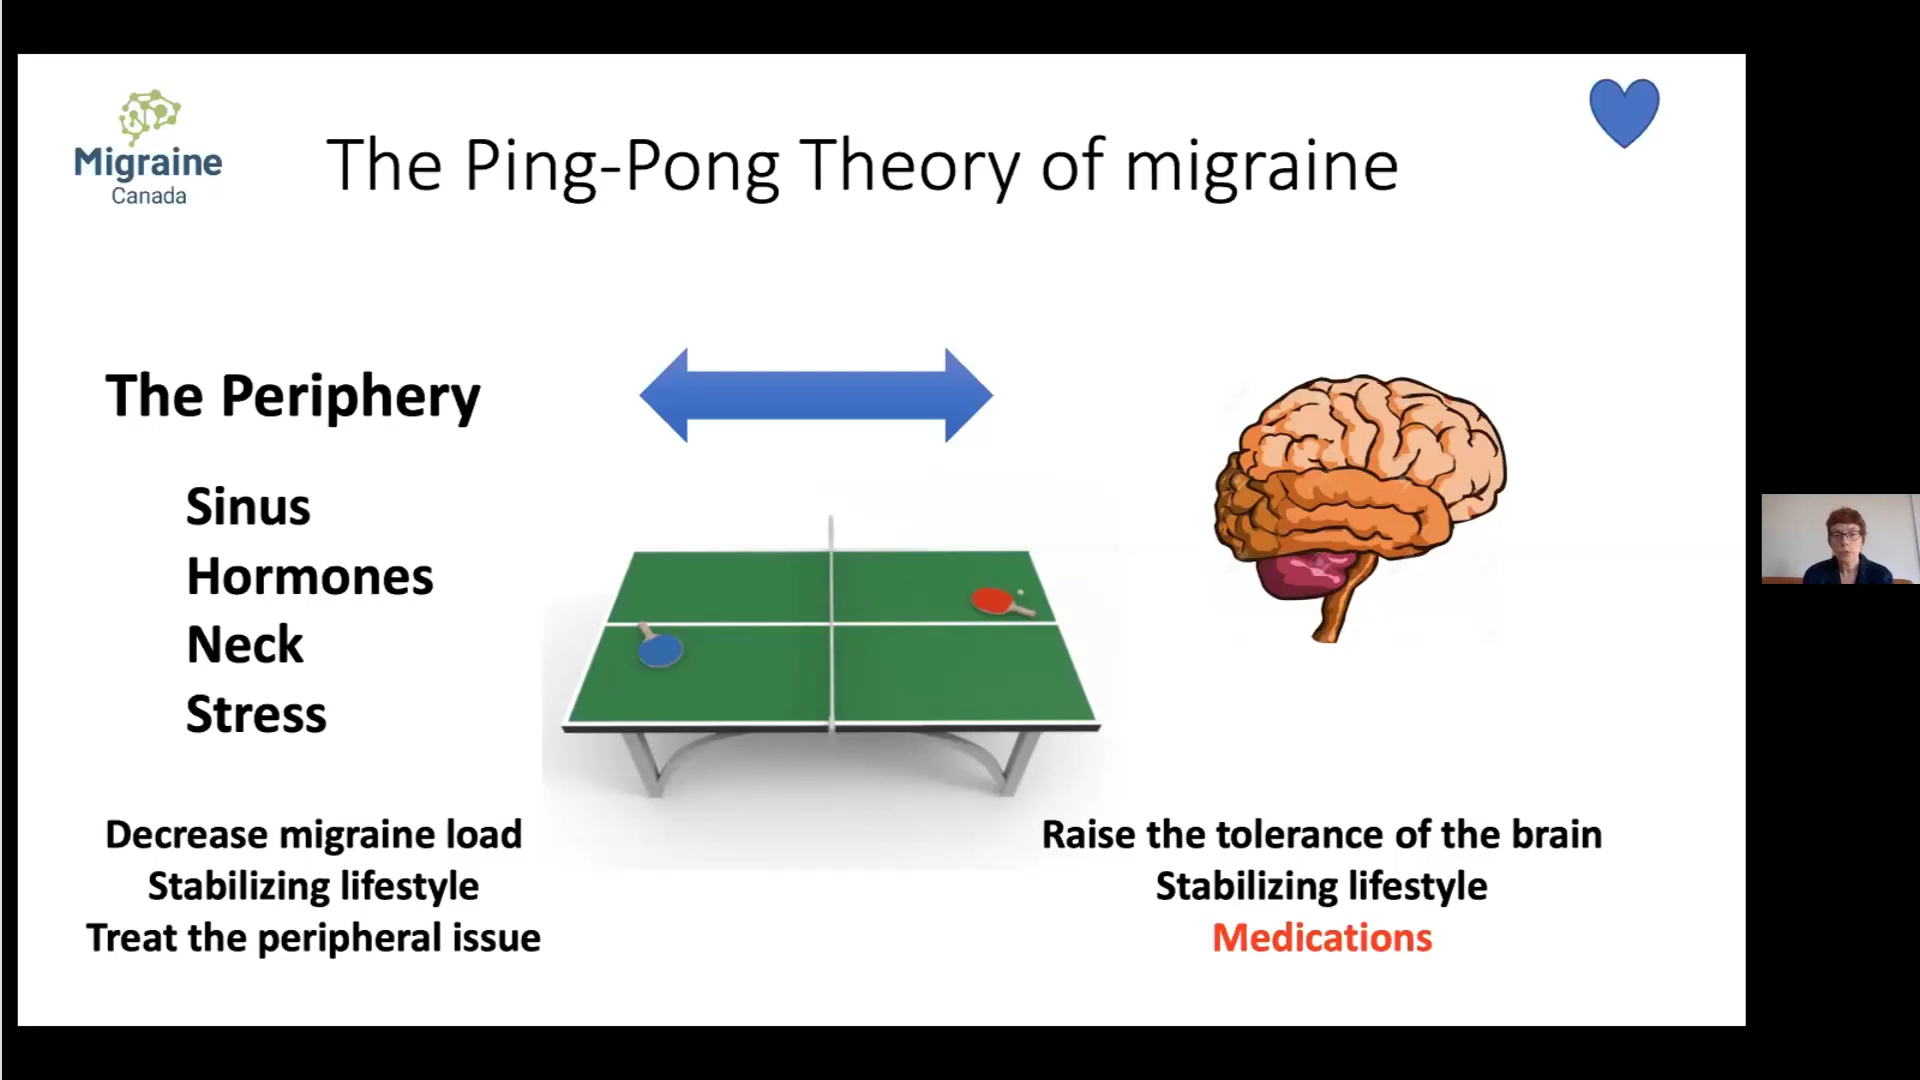 Migraine
Canada
The Ping-Pong Theory of migraine
The Periphery
Sinus
Hormones
Neck
Stress
Decrease migraine load
Stabilizing lifestyle
Treat the peripheral issue
Raise the tolerance of the brain
Stabilizing lifestyle
Medications